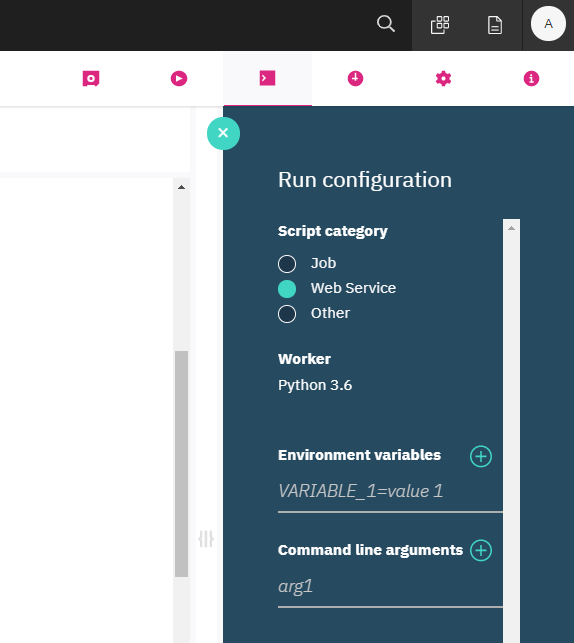 A
Run configuration
Script category
Job
Web Service
Other
Worker
Python 3.6
Environment variables
VARIABLE_1=value 1
Command line arguments
arg1